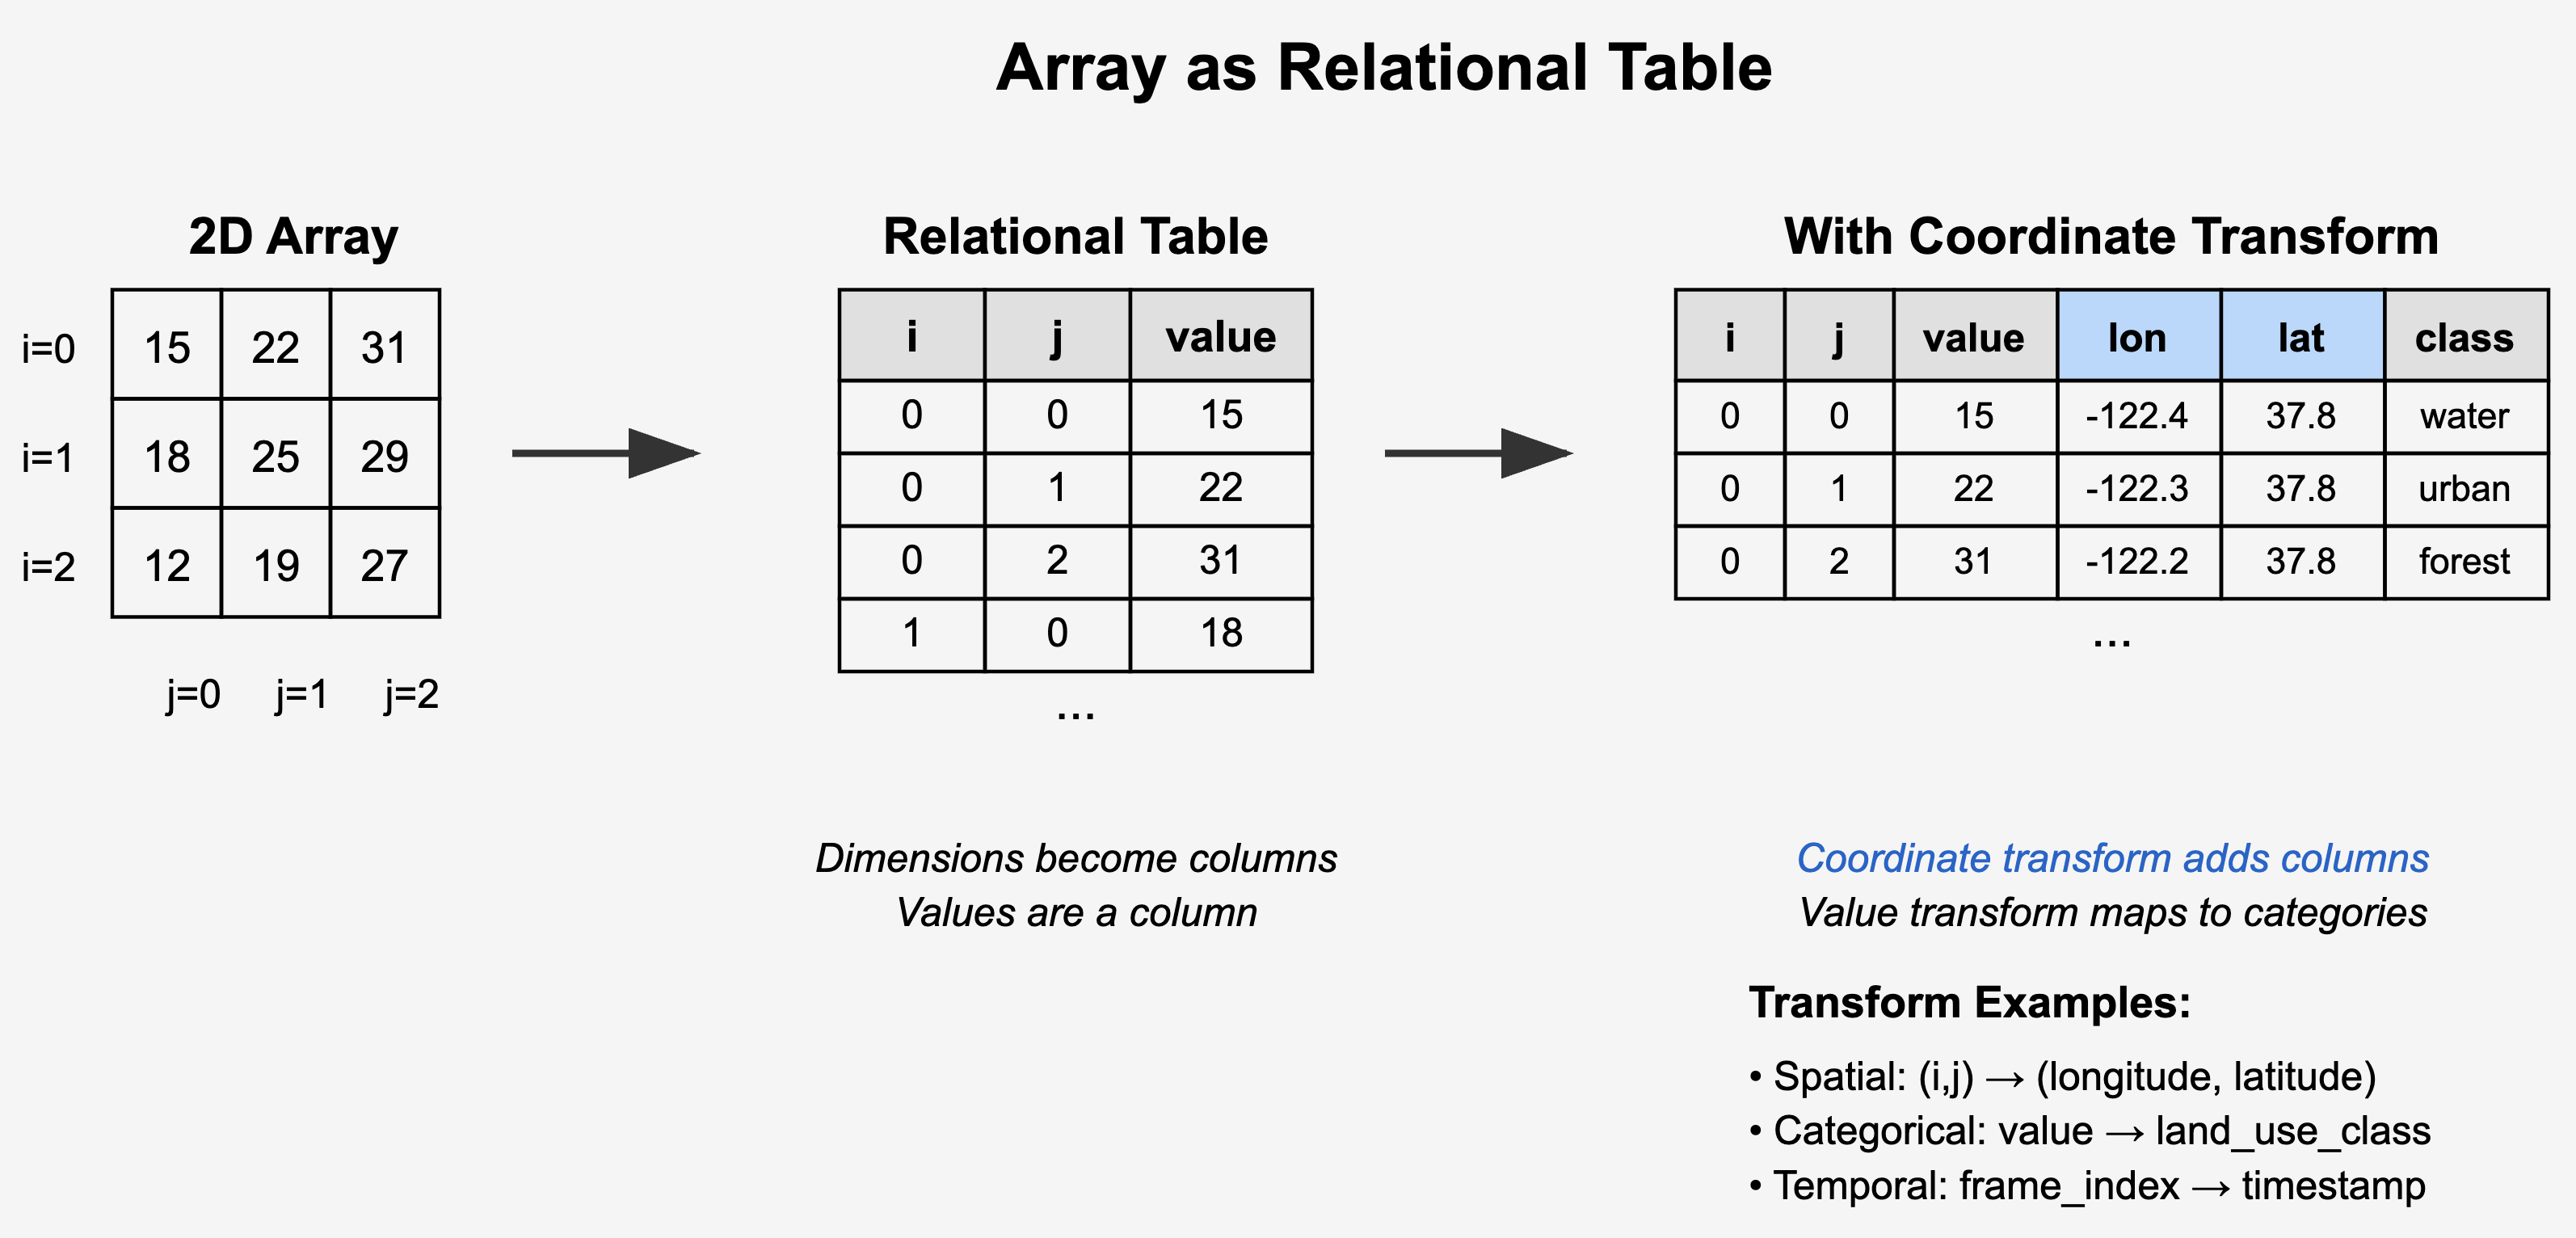 Array as Relational Table
2D Array
i=0 15 22 31
i=1 18 25 29
i=2 12 19 27
j=0 j=1 j=2
Relational Table
i j value
0 0 15
0 1 22
0 2 31
1 0 18
...
Dimensions become columns
Values are a column
With Coordinate Transform
i j value lon lat class
0 0 15 -122.4 37.8 water
0 1 22 -122.3 37.8 urban
0 2 31 -122.2 37.8 forest
...
Coordinate transform adds columns
Value transform maps to categories
Transform Examples:
• Spatial: (i,j) → (longitude, latitude)
• Categorical: value → land_use_class
• Temporal: frame_index → timestamp